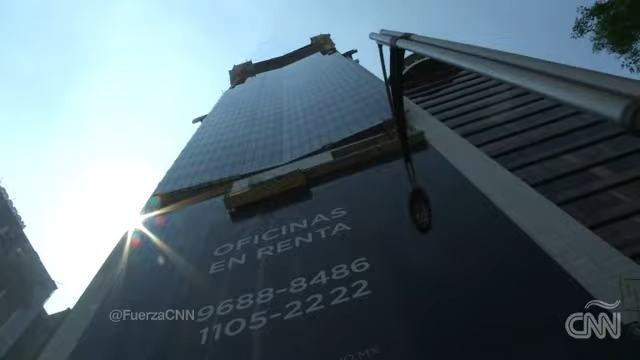 OFICINAS
EN RENTA
9688-8486
1105-2222
@FuerzaCNN
CNN